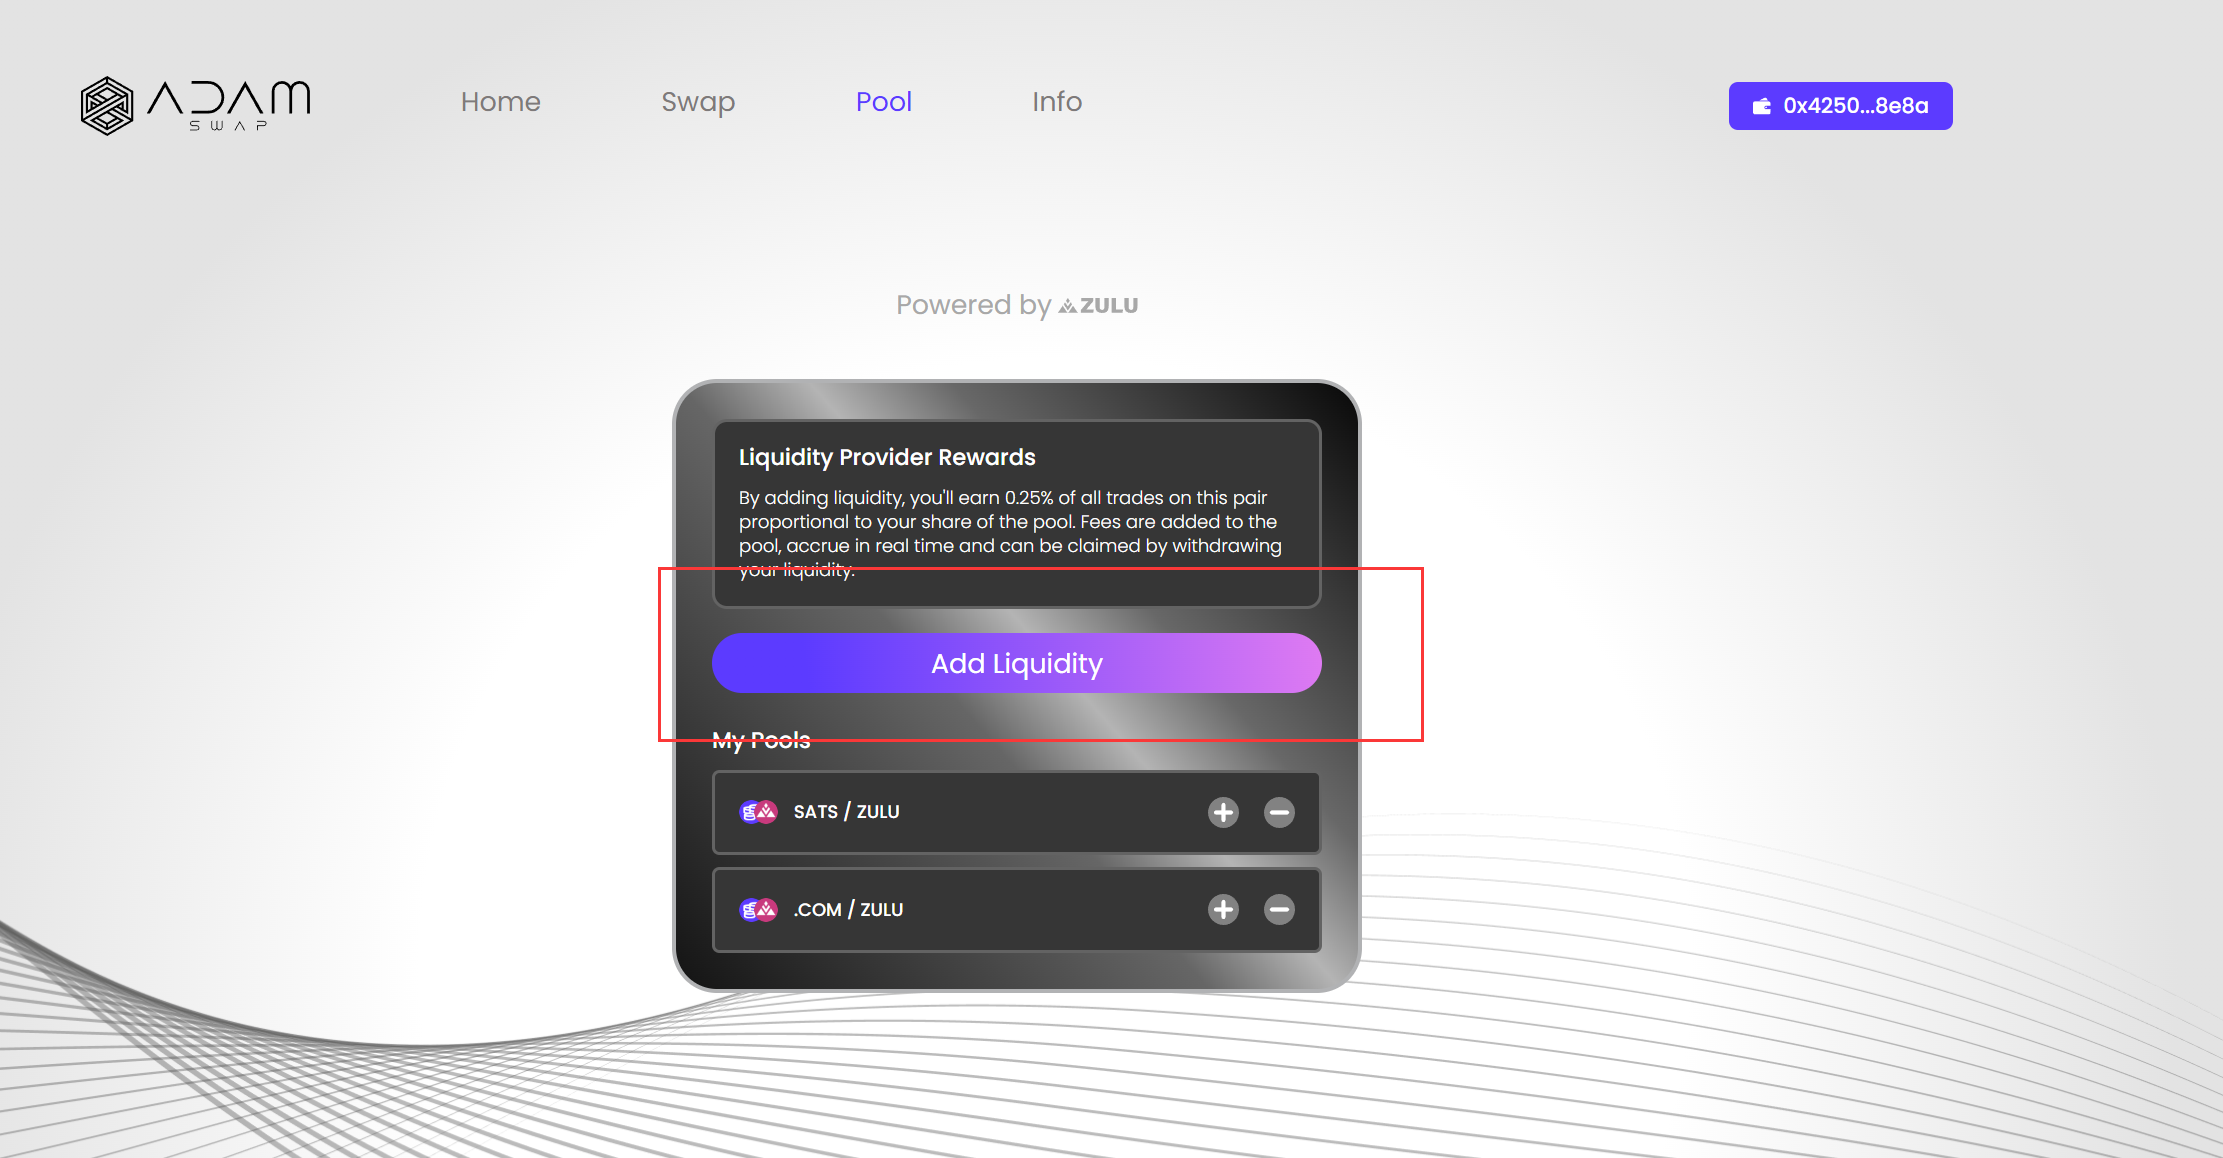 ADAM
SWAP
Home
Swap
Pool
Info
0x4250...8e8a
Powered by ZULU
Liquidity Provider Rewards
By adding liquidity, you'll earn 0.25% of all trades on this pair
proportional to your share of the pool. Fees are added to the
pool, accrue in real time and can be claimed by withdrawing
your liquidity.
Add Liquidity
My Pools
SATS / ZULU
.COM / ZULU